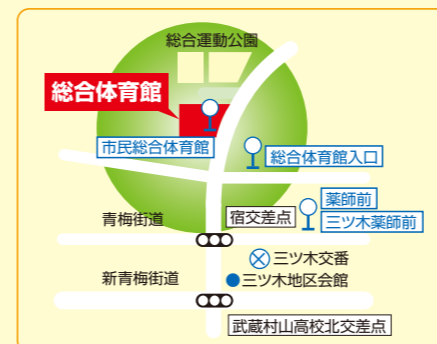 総合運動公園
総合体育館
市民総合体育館
総合体育館入口
薬師前
三ツ木薬師前
青梅街道
宿交差点
三ツ木交番
新青梅街道
三ツ木地区会館
武蔵村山高校北交差点